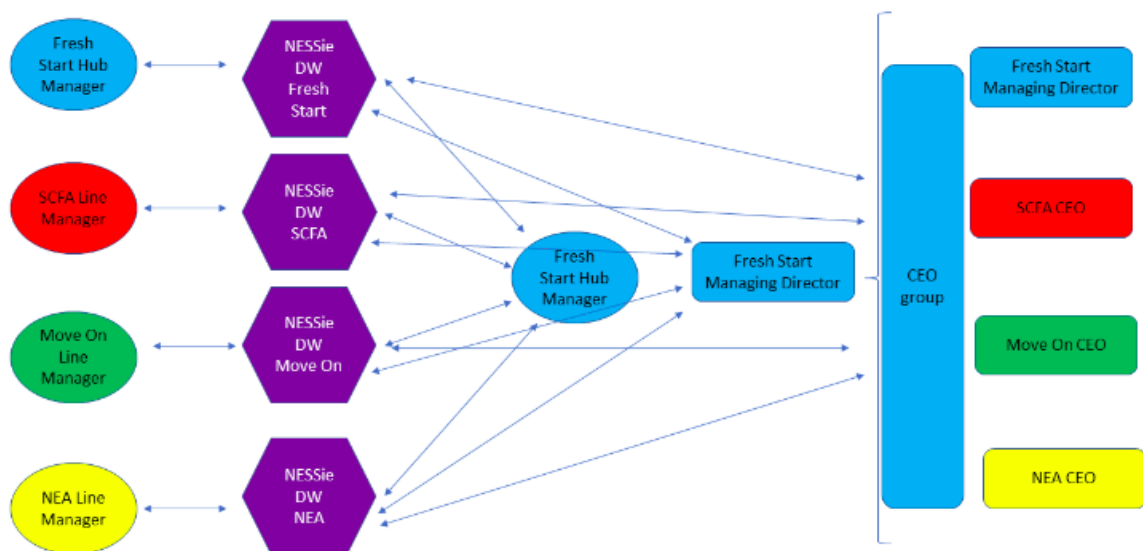 Fresh
Start Hub
Manager
NESSie
DW
Fresh
Start
Fresh Start
Managing Director
SCFA Line
Manager
NESSie
DW
SCFA
SCFA CEO
Fresh
Start Hub
Manager
Fresh Start
Managing Director
CEO
group
Move On
Line
Manager
NESSie
DW
Move On
Move On CEO
NEA Line
Manager
NESSie
DW
NEA
NEA CEO